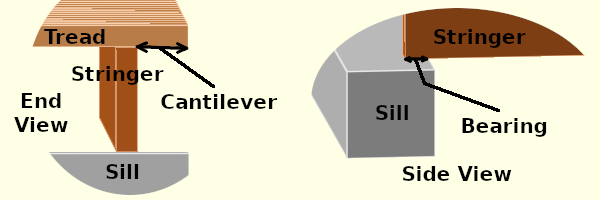 Tread
Stringer
Cantilever
End
View
Sill
Stringer
Sill
Bearing
Side View